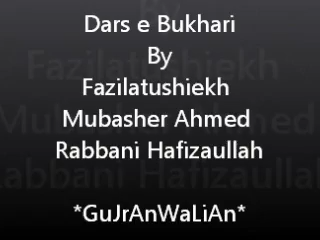 Dars e Bukhari
By
Fazilatushiekh
Mubasher Ahmed
Rabbani Hafizaullah
*GuJrAnWaLiAn*